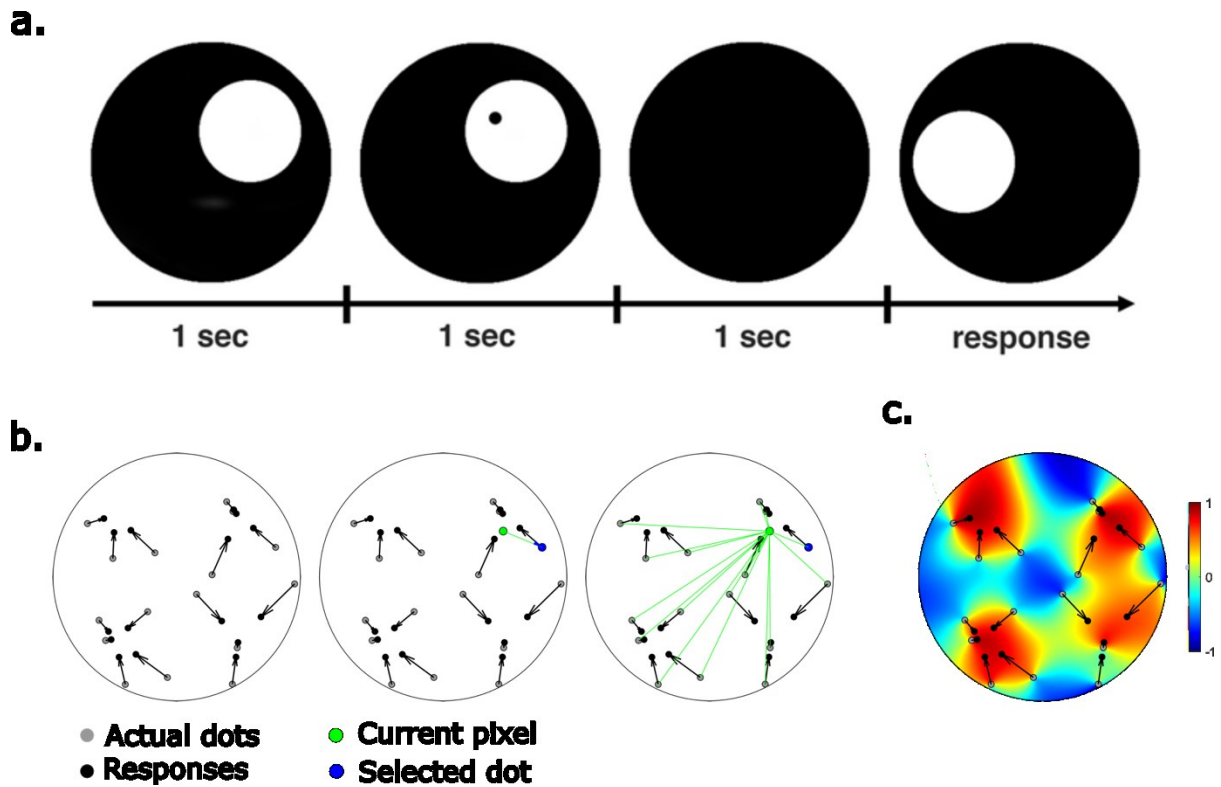 a.
1 sec
1 sec
1 sec
response
b.
c.
1
0
-1
Actual dots
Current pixel
Responses
Selected dot